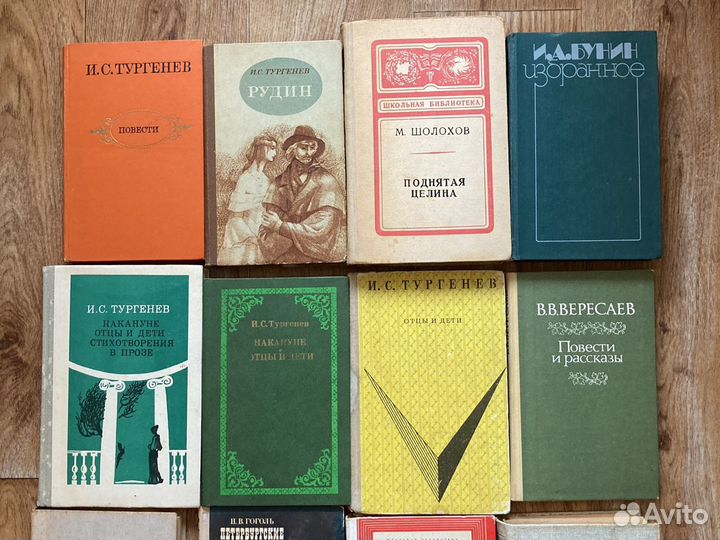 И.С. ТУРГЕНЕВ
ПОВЕСТИ
И.С. ТУРГЕНЕВ
РУДИН
ШКОЛЬНАЯ БИБЛИОТЕКА
М. ШОЛОХОВ
ПОДНЯТАЯ
ЦЕЛИНА
И.А.БУНИН
избранное
И.С. ТУРГЕНЕВ
НАКАНУНЕ
ОТЦЫ И ДЕТИ
СТИХОТВОРЕНИЯ
В ПРОЗЕ
И.С.Тургенев
НАКАНУНЕ
ОТЦЫ И ДЕТИ
И.С. ТУРГЕНЕВ
ОТЦЫ И ДЕТИ
В.В.ВЕРЕСАЕВ
Повести
и рассказы
Н. В. ГОГОЛЬ
ПЕТЕРБУРГСКИЕ
Avito